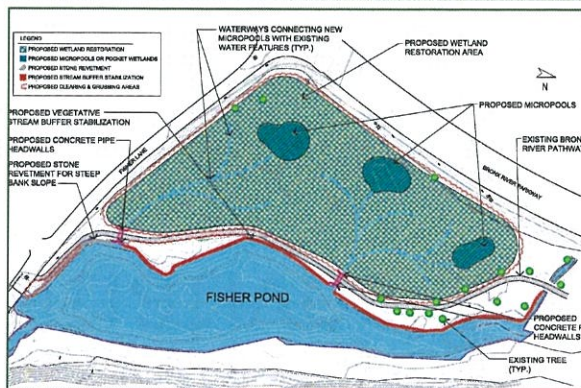 LEGEND
PROPOSED WETLAND RESTORATION
PROPOSED MICROPOOLS OR POCKET WETLANDS
PROPOSED STONE REVETMENT
PROPOSED STREAM BUFFER STABILIZATION
PROPOSED CLEARING & GRUBBING AREAS
WATERWAYS CONNECTING NEW
MICROPOOLS WITH EXISTING
WATER FEATURES (TYP.)
PROPOSED WETLAND
RESTORATION AREA
PROPOSED MICROPOOLS
N
PROPOSED VEGETATIVE
STREAM BUFFER STABILIZATION
PROPOSED CONCRETE PIPE
HEADWALLS
PROPOSED STONE
REVETMENT FOR STEEP
BANK SLOPE
FISHER LANE
BRONX RIVER PARKWAY
EXISTING BRON
RIVER PATHWAY
FISHER POND
PROPOSED
CONCRETE P
HEADWALLS
EXISTING TREE
(TYP.)